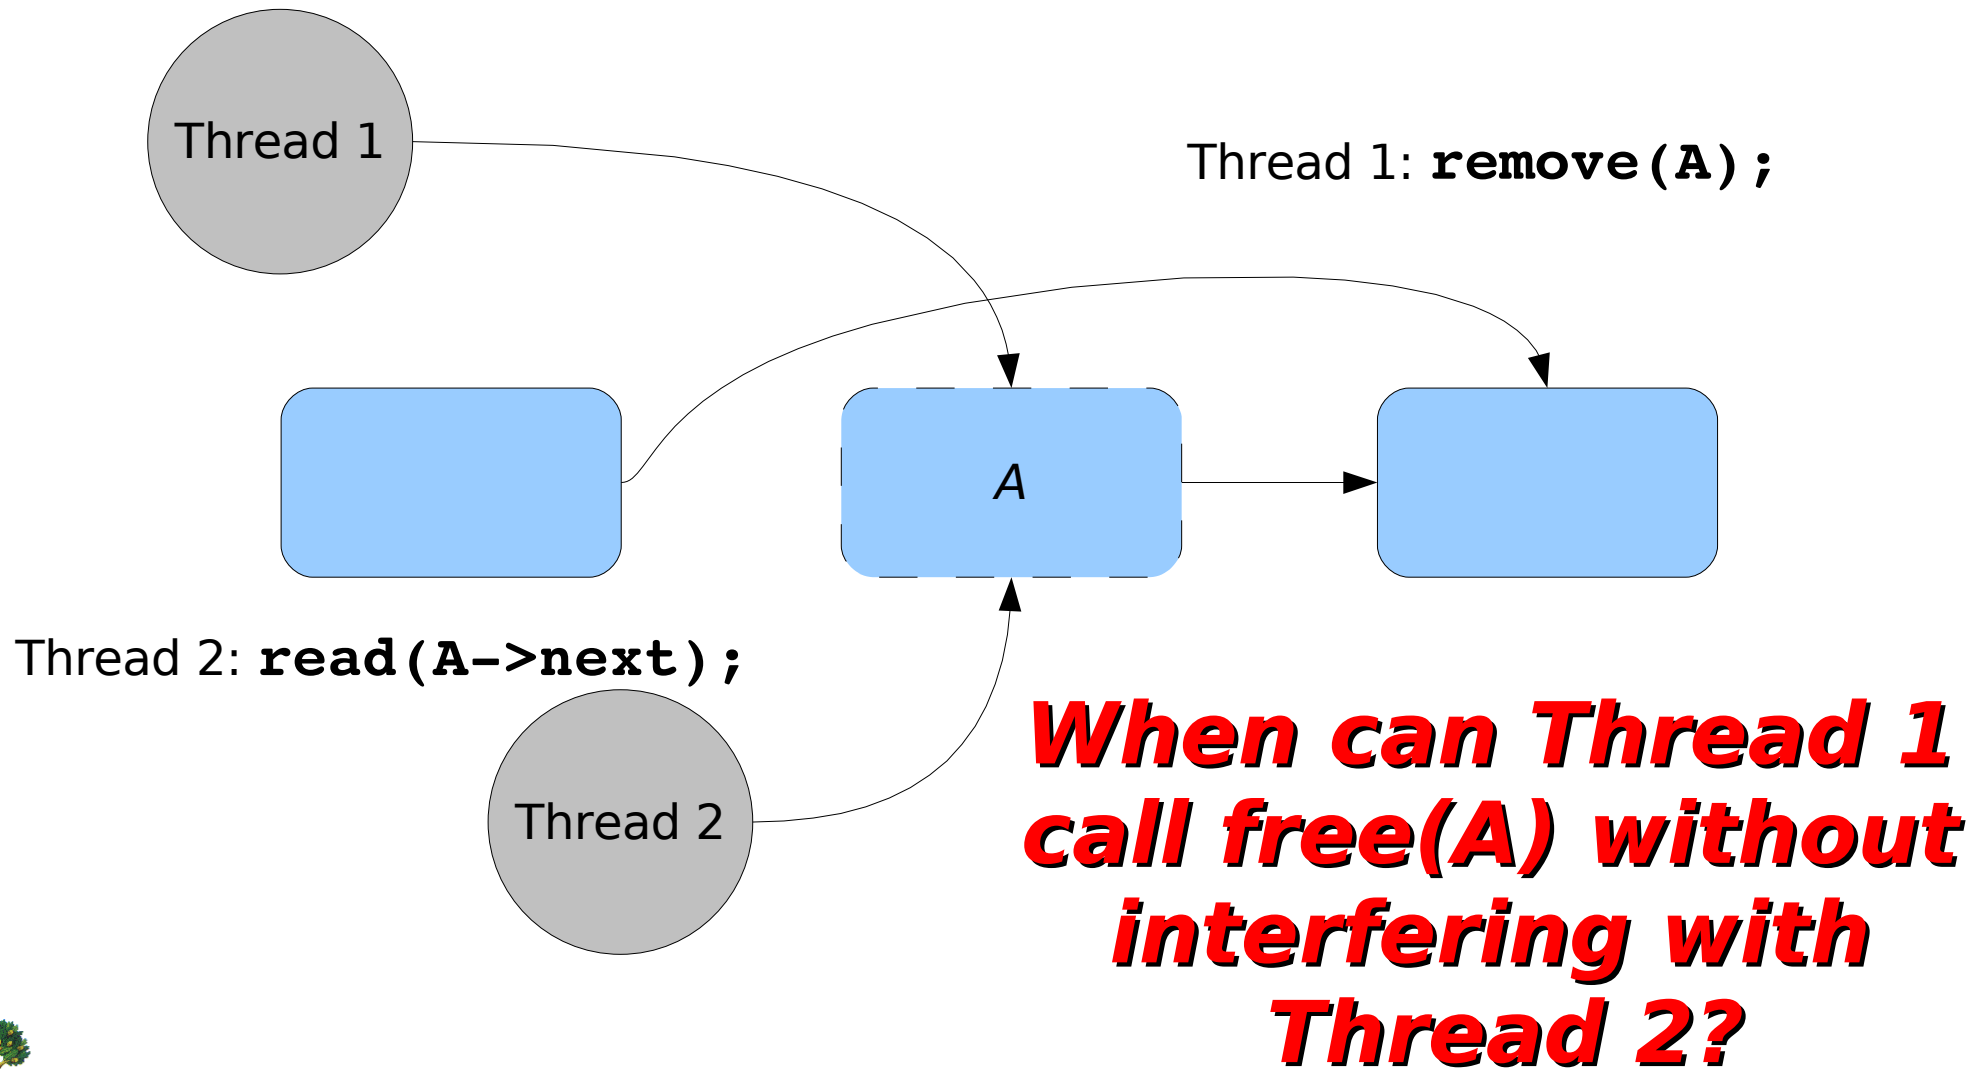 Thread 1
Thread 1: remove(A);
A
Thread 2: read(A->next);
Thread 2
When can Thread 1
call free(A) without
interfering with
Thread 2?